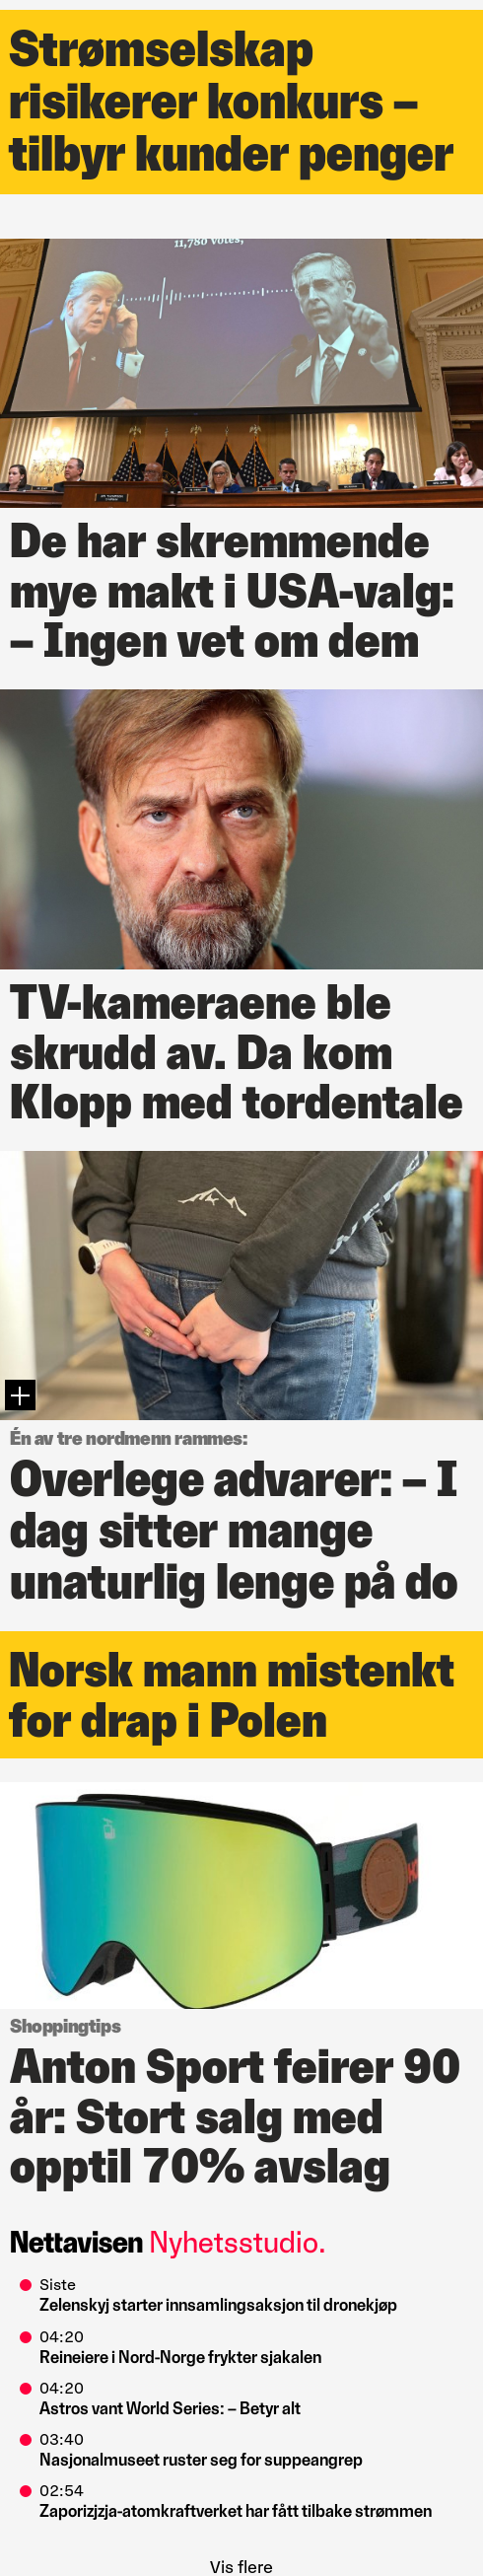 Strømselskap
risikerer konkurs –
tilbyr kunder penger
11,780 votes,
De har skremmende
mye makt i USA-valg:
– Ingen vet om dem
TV-kameraene ble
skrudd av. Da kom
Klopp med tordentale
Én av tre nordmenn rammes:
Overlege advarer: – I
dag sitter mange
unaturlig lenge på do
Norsk mann mistenkt
for drap i Polen
Shoppingtips
Anton Sport feirer 90
år: Stort salg med
opptil 70% avslag
Nettavisen Nyhetsstudio.
Siste
Zelenskyj starter innsamlingsaksjon til dronekjøp
04:20
Reineiere i Nord-Norge frykter sjakalen
04:20
Astros vant World Series: – Betyr alt
03:40
Nasjonalmuseet ruster seg for suppeangrep
02:54
Zaporizjzja-atomkraftverket har fått tilbake strømmen
Vis flere